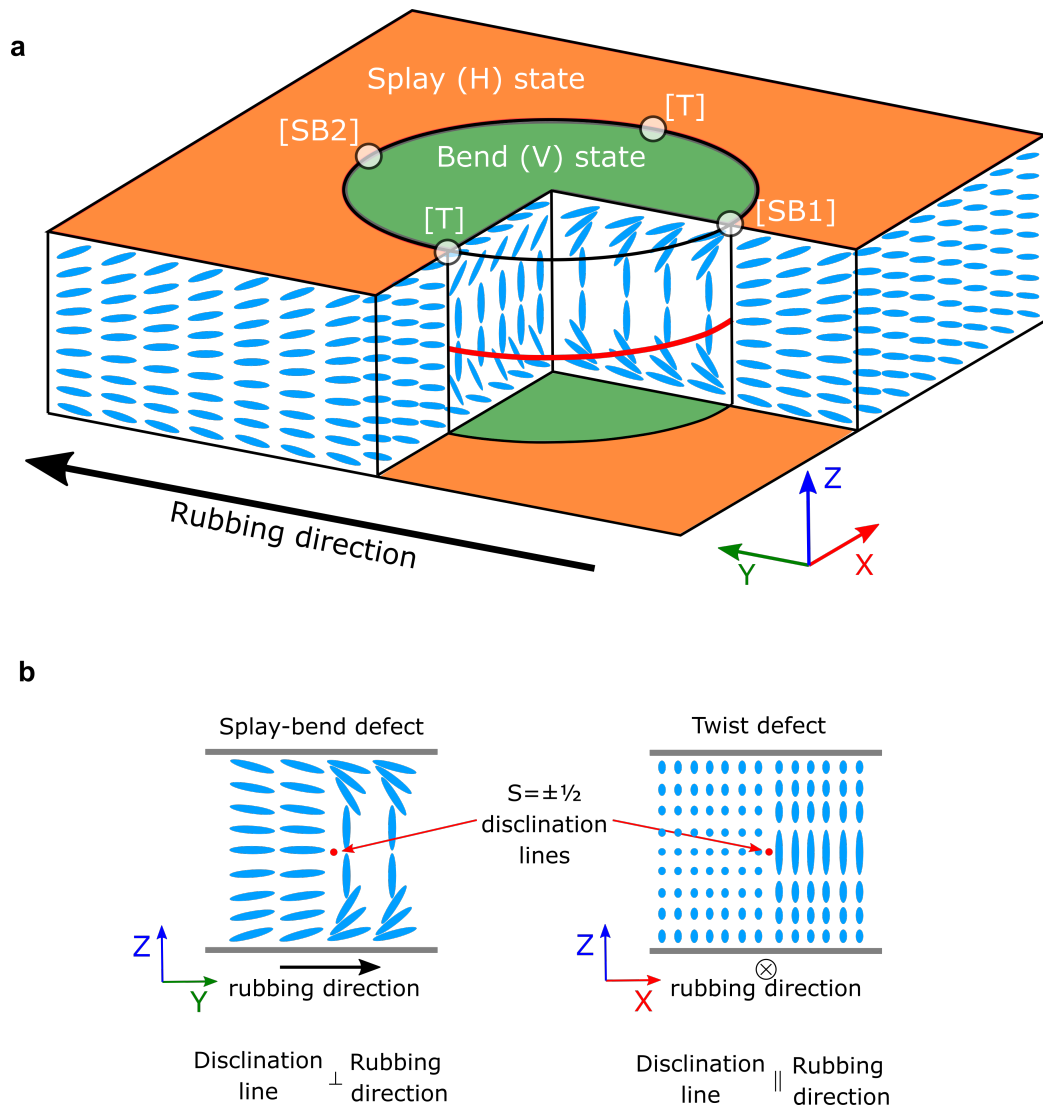 a
Splay (H) state
[T]
[SB2]
Bend (V) state
[T]
[SB1]
Rubbing direction
Z
Y
X
b
Splay-bend defect
Twist defect
S=±½
disclination
lines
Z
Y
rubbing direction
Z
X
rubbing direction
Disclination
line
⊥
Rubbing
direction
Disclination
line
||
Rubbing
direction